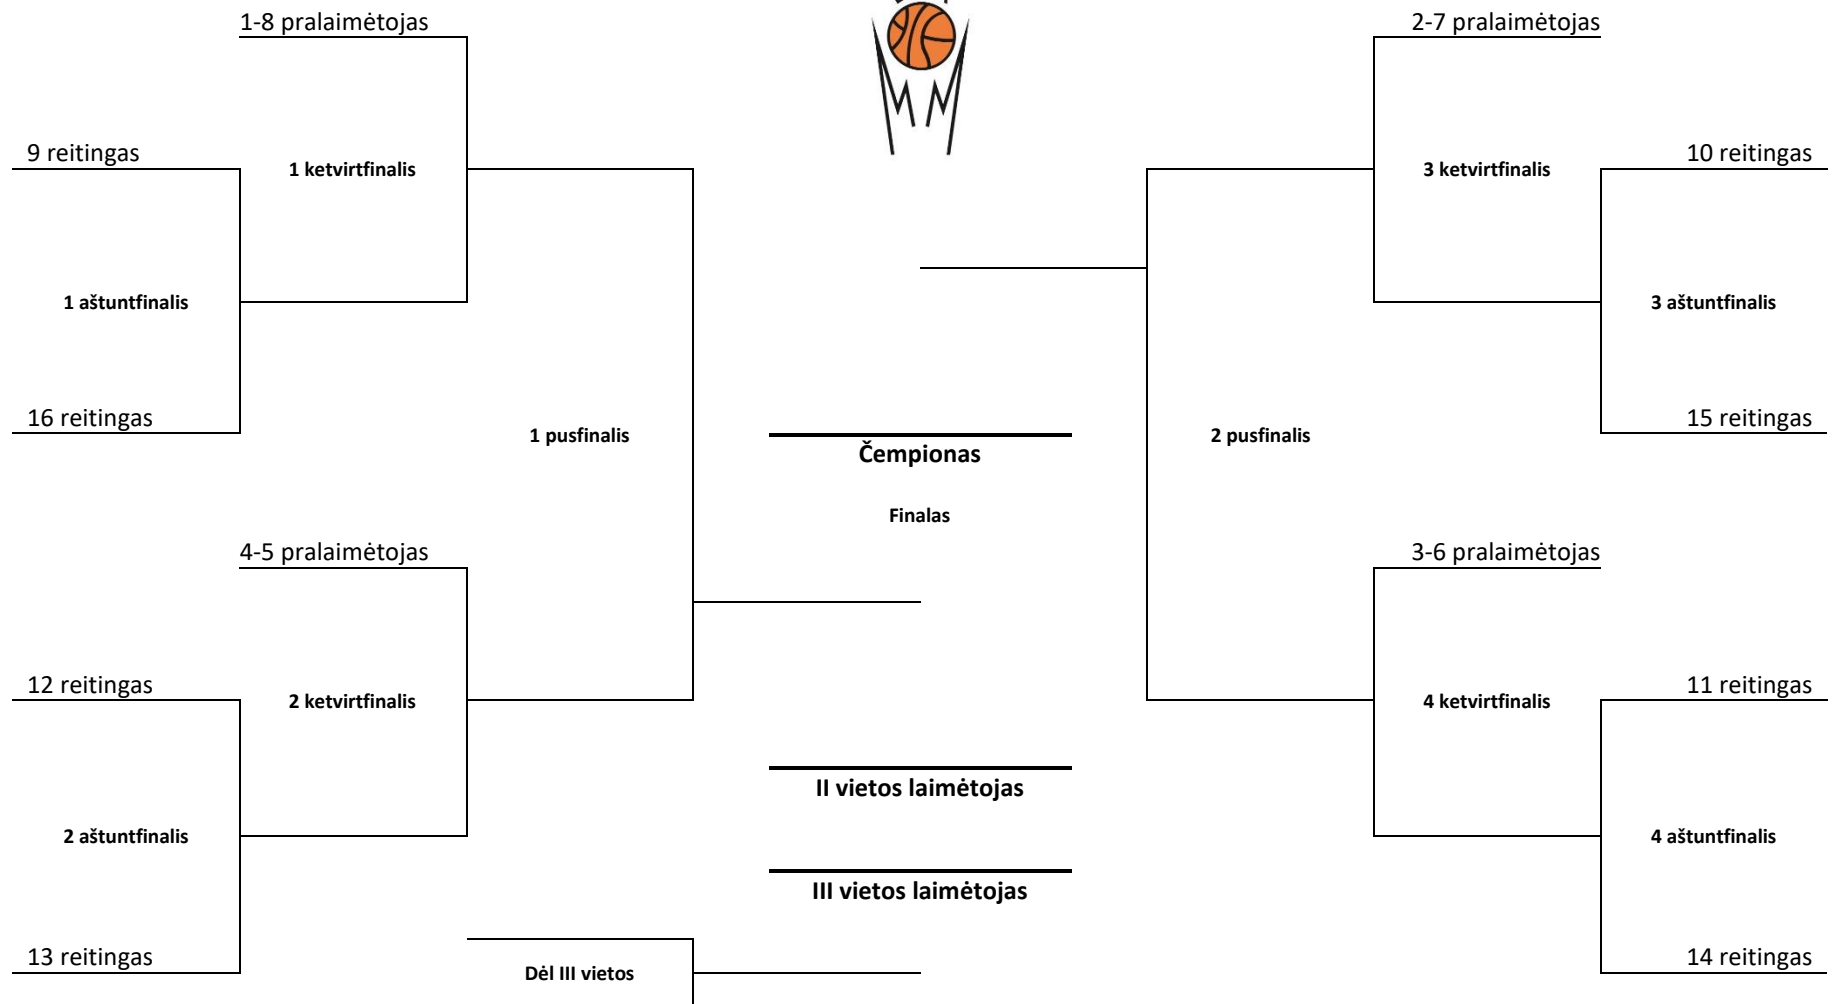 1-8 pralaimėtojas
2-7 pralaimėtojas
9 reitingas
1 ketvirtfinalis
3 ketvirtfinalis
10 reitingas
1 aštuntfinalis
3 aštuntfinalis
16 reitingas
1 pusfinalis
Čempionas
2 pusfinalis
15 reitingas
Finalas
4-5 pralaimėtojas
3-6 pralaimėtojas
12 reitingas
2 ketvirtfinalis
4 ketvirtfinalis
11 reitingas
II vietos laimėtojas
2 aštuntfinalis
4 aštuntfinalis
III vietos laimėtojas
13 reitingas
Dėl III vietos
14 reitingas